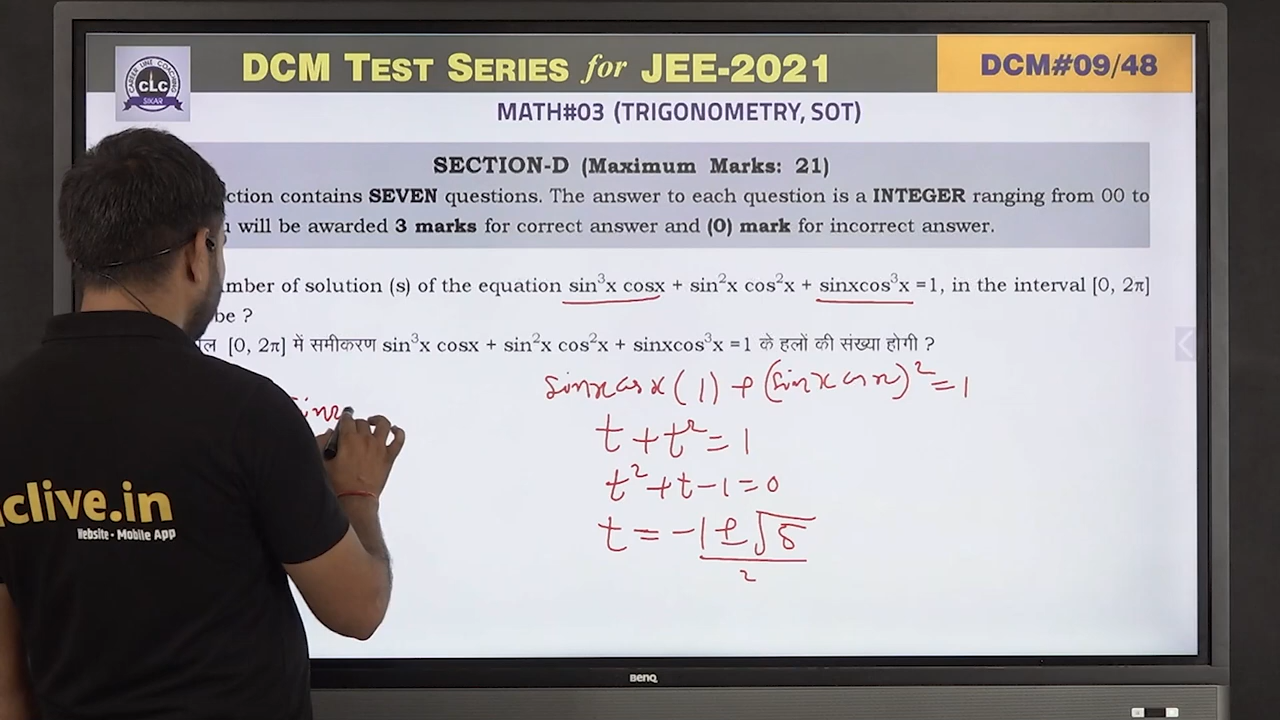 DCM TEST SERIES for JEE-2021
DCM#09/48
CAREER LINE COACHING
CLC
SIKAR
MATH#03 (TRIGONOMETRY, SOT)
SECTION-D (Maximum Marks: 21)
ction contains SEVEN questions. The answer to each question is a INTEGER ranging from 00 to
will be awarded 3 marks for correct answer and (0) mark for incorrect answer.
mber of solution (s) of the equation sin³x cosx + sin²x cos²x + sinxcos³x =1, in the interval [0, 2π]
be ?
ल [0, 2π] में समीकरण sin³x cosx + sin²x cos²x + sinxcos³x =1 के हलों की संख्या होगी ?
sinx cosx (1) + (sinx cosx)² = 1
sinx
t + t² = 1
t² + t - 1 = 0
t = -1 ± √5
2
clive.in
Website • Mobile App
BenQ